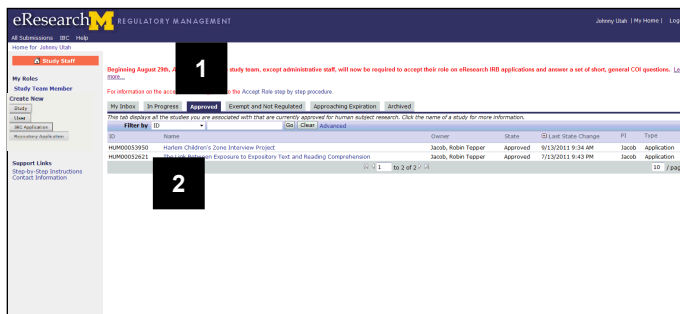 eResearch M REGULATORY MANAGEMENT
Johnny Utah | My Home | Log
All Submissions IBC Help
Home for Johnny Utah
Study Staff
My Roles
Study Team Member
Create New
Study
User
IBC Application
Repository Application
Support Links
Step-by-Step Instructions
Contact Information
1
Beginning August 29th, study team, except administrative staff, will now be required to accept their role on eResearch IRB applications and answer a set of short, general COI questions. Le
more...
For information on the acce the Accept Role step by step procedure.
My Inbox In Progress Approved Exempt and Not Regulated Approaching Expiration Archived
This tab displays all the studies you are associated with that are currently approved for human subject research. Click the name of a study for more information.
Filter by ID Go Clear Advanced
ID Name Owner State Last State Change PI Type
HUM00053950 Harlem Children's Zone Interview Project Jacob, Robin Tepper Approved 9/13/2011 9:34 AM Jacob Application
HUM00052621 The Link Between Exposure to Expository Text and Reading Comprehension Jacob, Robin Tepper Approved 7/13/2011 9:43 PM Jacob Application
1 to 2 of 2 10 / pag
2